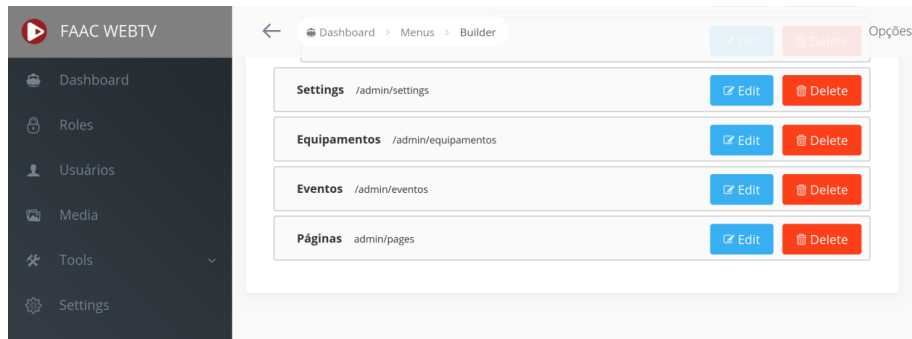 FAAC WEBTV
Dashboard
Roles
Usuários
Media
Tools
Settings
Dashboard > Menus > Builder
Opções
Edit Delete
Settings /admin/settings Edit Delete
Equipamentos /admin/equipamentos Edit Delete
Eventos /admin/eventos Edit Delete
Páginas admin/pages Edit Delete